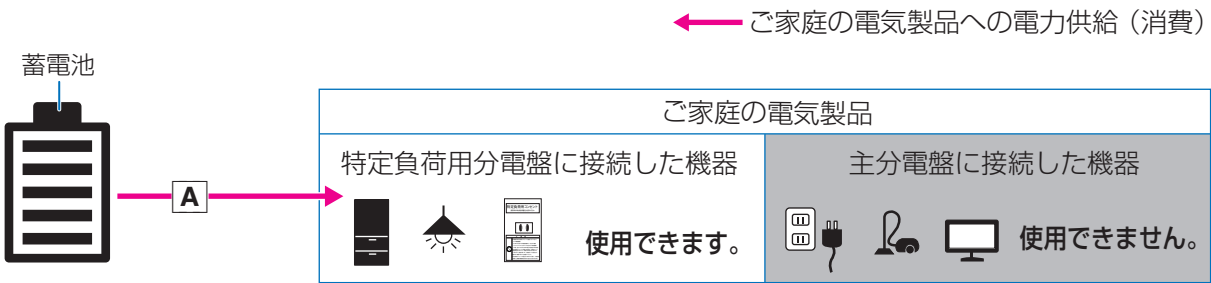 ご家庭の電気製品への電力供給（消費）
蓄電池
ご家庭の電気製品
特定負荷用分電盤に接続した機器
主分電盤に接続した機器
A
使用できます。
使用できません。